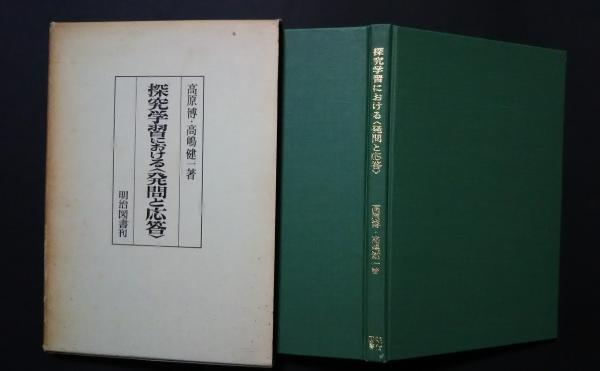 高原博・高嶋健一著
探究学習における〈発問と応答〉
明治図書刊
探究学習における〈発問と応答〉
高原博・高嶋健一著